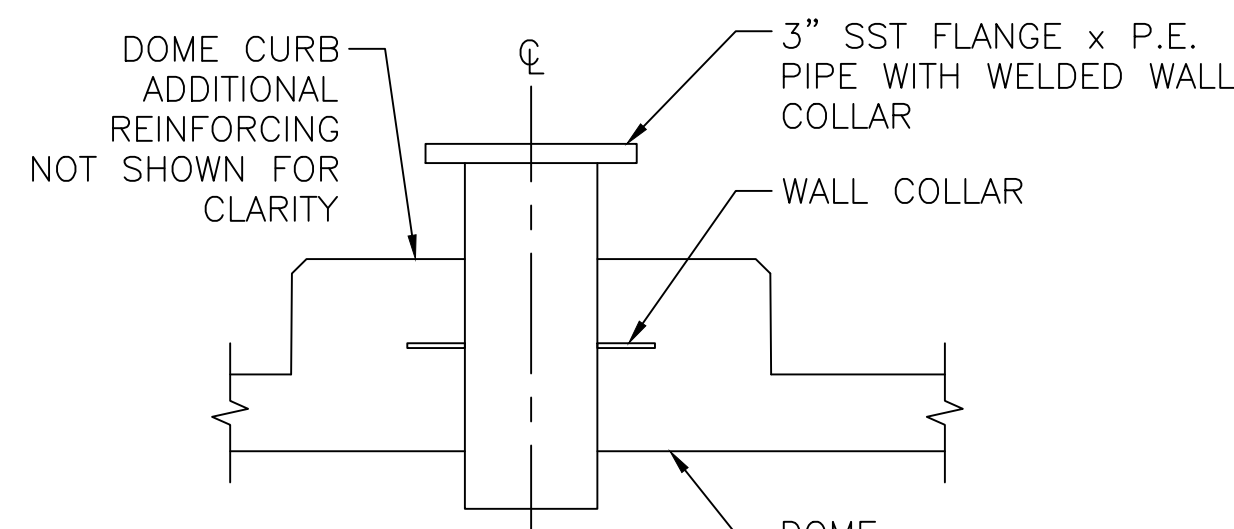 DOME CURB
ADDITIONAL
REINFORCING
NOT SHOWN FOR
CLARITY
℄
3” SST FLANGE x P.E.
PIPE WITH WELDED WALL
COLLAR
WALL COLLAR
DOME